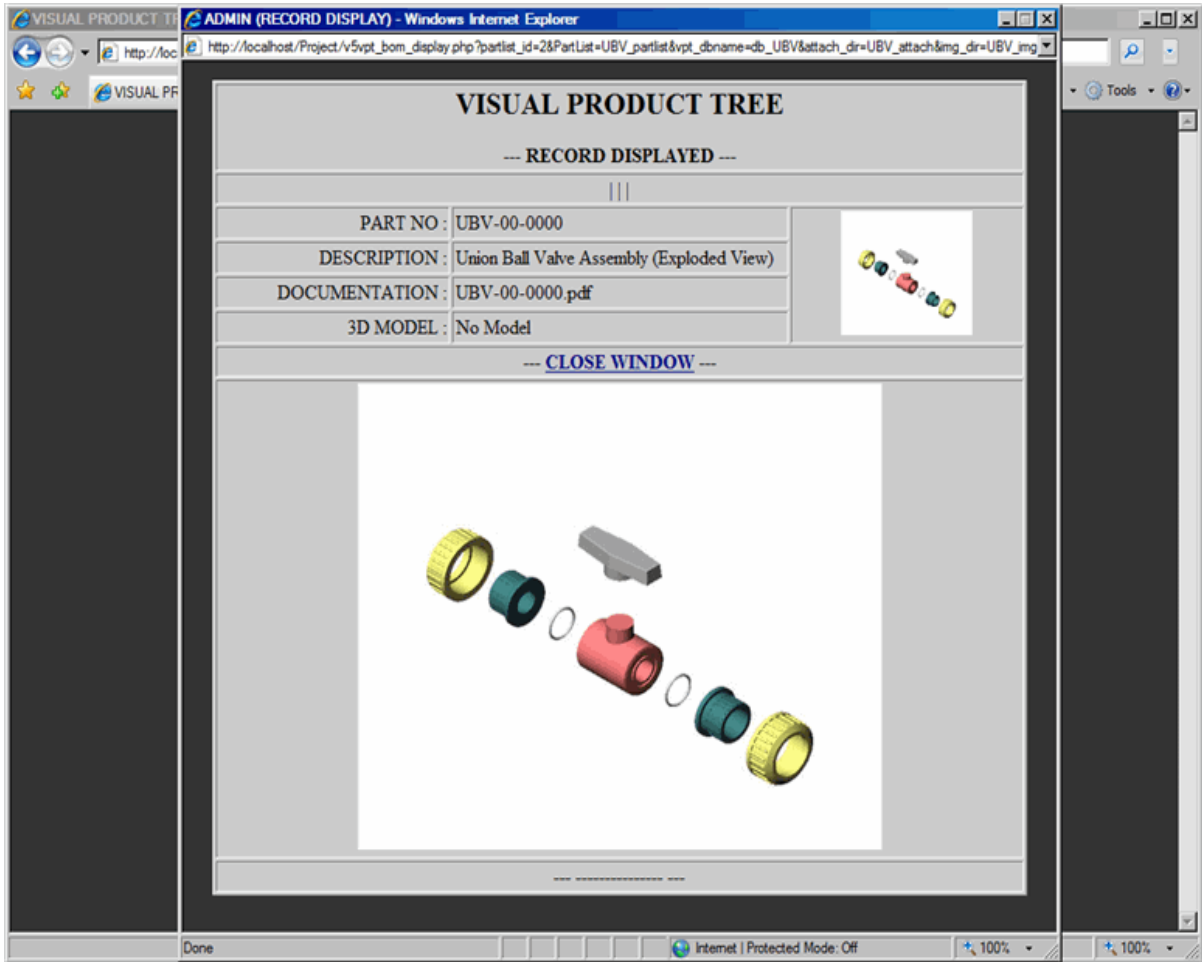 VISUAL PRODUCT TR
ADMIN (RECORD DISPLAY) - Windows Internet Explorer
http://loc
http://localhost/Project/v5vpt_bom_display.php?partlist_id=2&PartList=UBV_partlist&vpt_dbname=db_UBV&attach_dir=UBV_attach&img_dir=UBV_img
VISUAL PR
Tools
VISUAL PRODUCT TREE
--- RECORD DISPLAYED ---
| | |
PART NO : UBV-00-0000
DESCRIPTION : Union Ball Valve Assembly (Exploded View)
DOCUMENTATION : UBV-00-0000.pdf
3D MODEL : No Model
--- CLOSE WINDOW ---
--- --------------- ---
Done
Internet | Protected Mode: Off
100%
100%